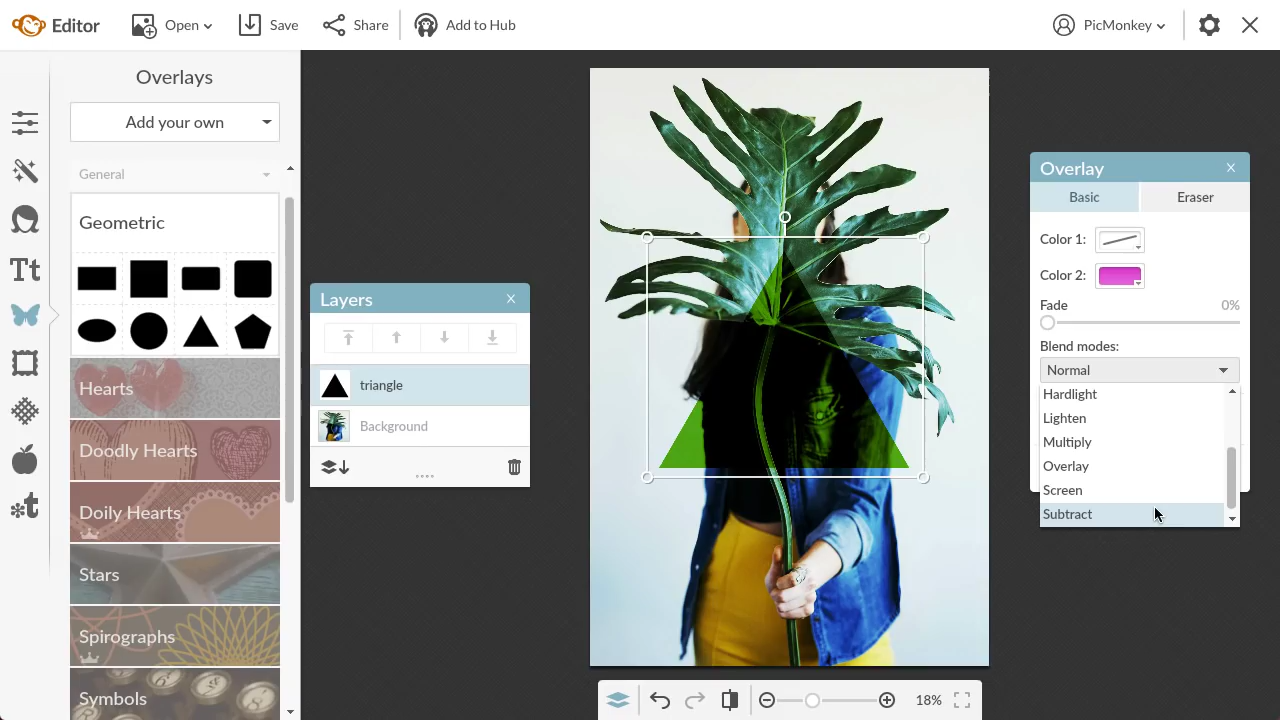 Editor
Open
Save
Share
Add to Hub
PicMonkey
Overlays
Add your own
General
Geometric
Hearts
Doodly Hearts
Doily Hearts
Stars
Spirographs
Symbols
Tt
Layers
triangle
Background
Overlay
Basic
Eraser
Color 1:
Color 2:
Fade 0%
Blend modes:
Normal
Hardlight
Lighten
Multiply
Overlay
Screen
Subtract
18%